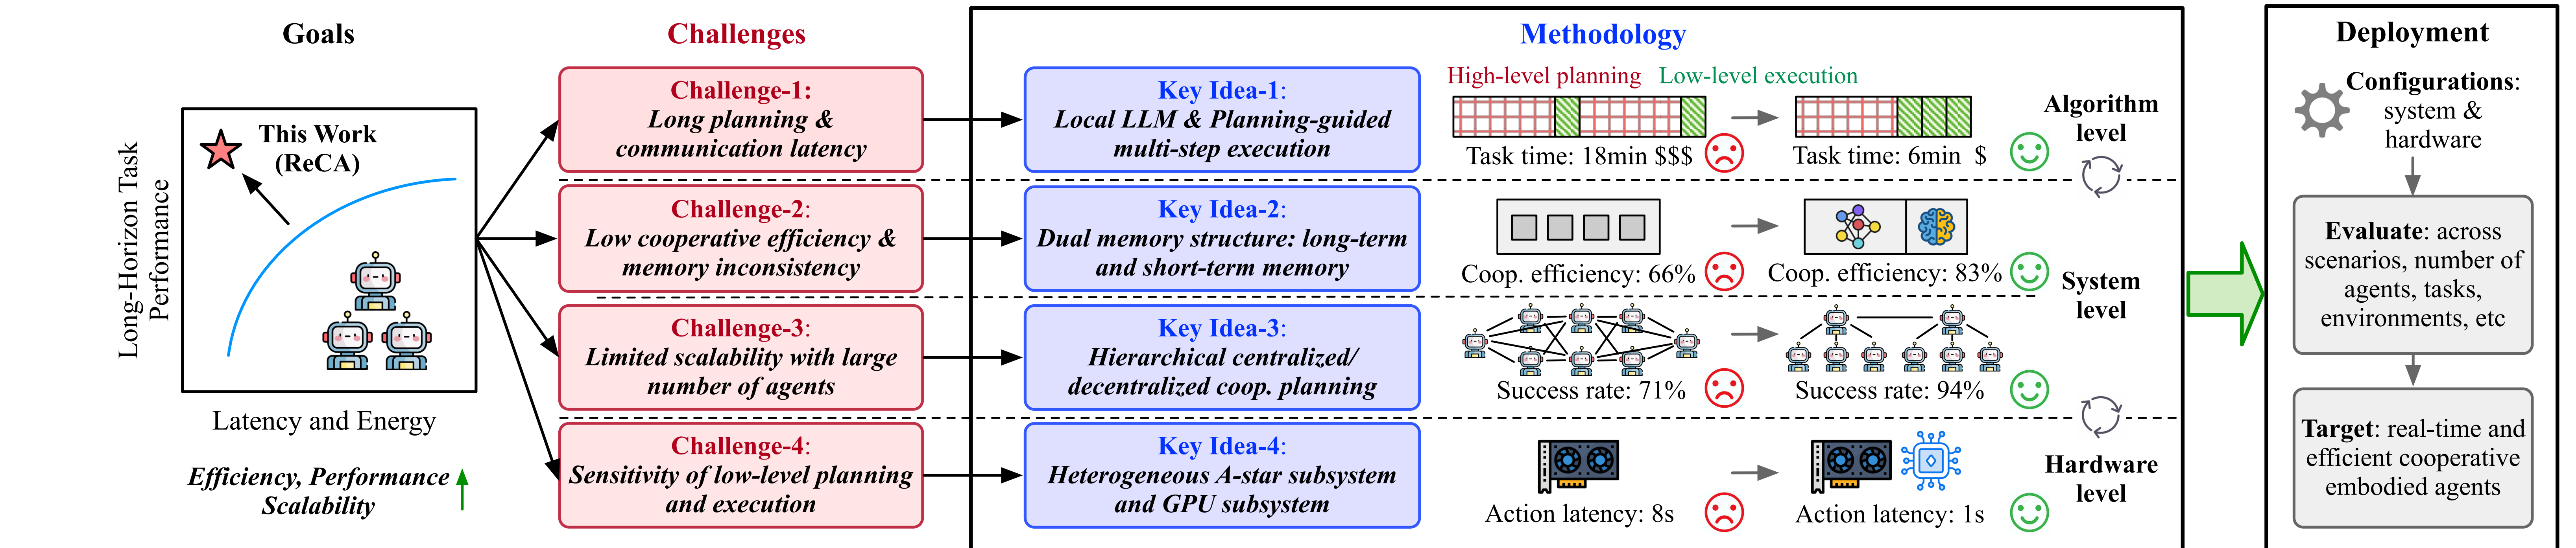 Goals
Long-Horizon Task
Performance
This Work
(ReCA)
Latency and Energy
Efficiency, Performance
Scalability
Challenges
Challenge-1:
Long planning &
communication latency
Challenge-2:
Low cooperative efficiency &
memory inconsistency
Challenge-3:
Limited scalability with large
number of agents
Challenge-4:
Sensitivity of low-level planning
and execution
Methodology
Key Idea-1:
Local LLM & Planning-guided
multi-step execution
High-level planning Low-level execution
Task time: 18min $$$
Task time: 6min $
Algorithm
level
Key Idea-2:
Dual memory structure: long-term
and short-term memory
Coop. efficiency: 66%
Coop. efficiency: 83%
System
level
Key Idea-3:
Hierarchical centralized/
decentralized coop. planning
Success rate: 71%
Success rate: 94%
Key Idea-4:
Heterogeneous A-star subsystem
and GPU subsystem
Action latency: 8s
Action latency: 1s
Hardware
level
Deployment
Configurations:
system &
hardware
Evaluate: across
scenarios, number of
agents, tasks,
environments, etc
Target: real-time and
efficient cooperative
embodied agents